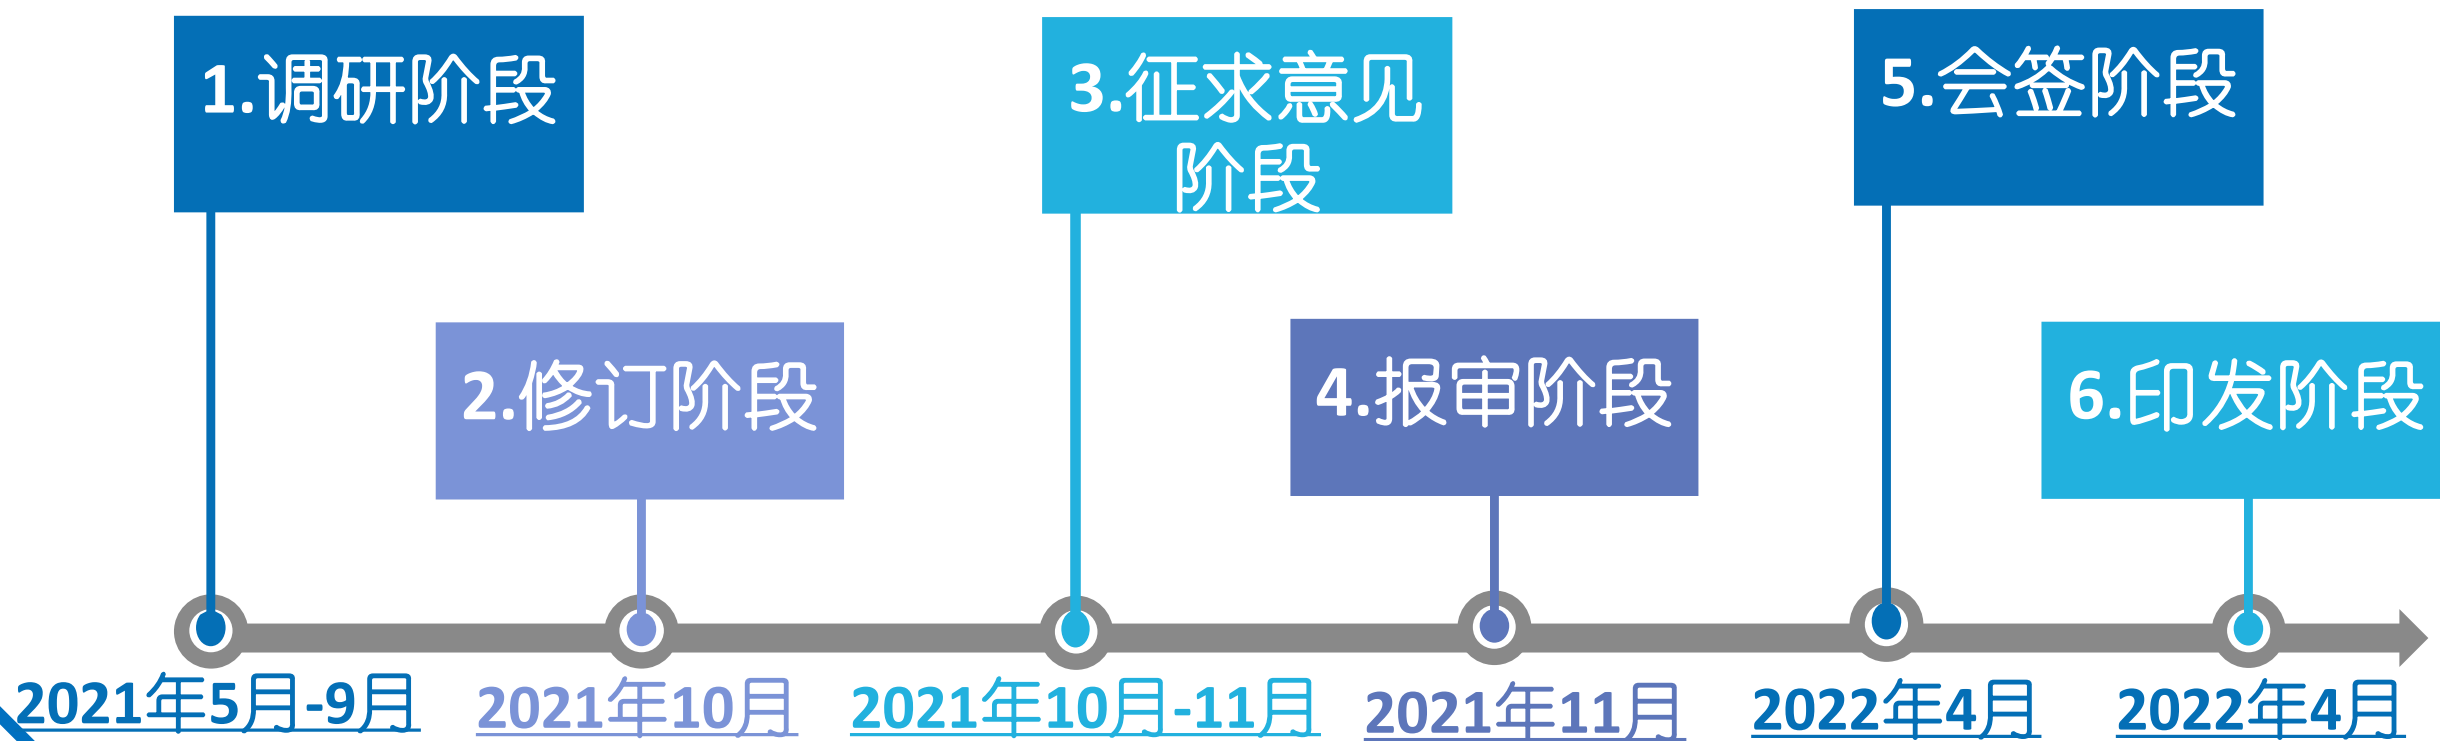 1.调研阶段
3.征求意见
阶段
5.会签阶段
2.修订阶段
4.报审阶段
6.印发阶段
2021年5月-9月
2021年10月
2021年10月-11月
2021年11月
2022年4月
2022年4月